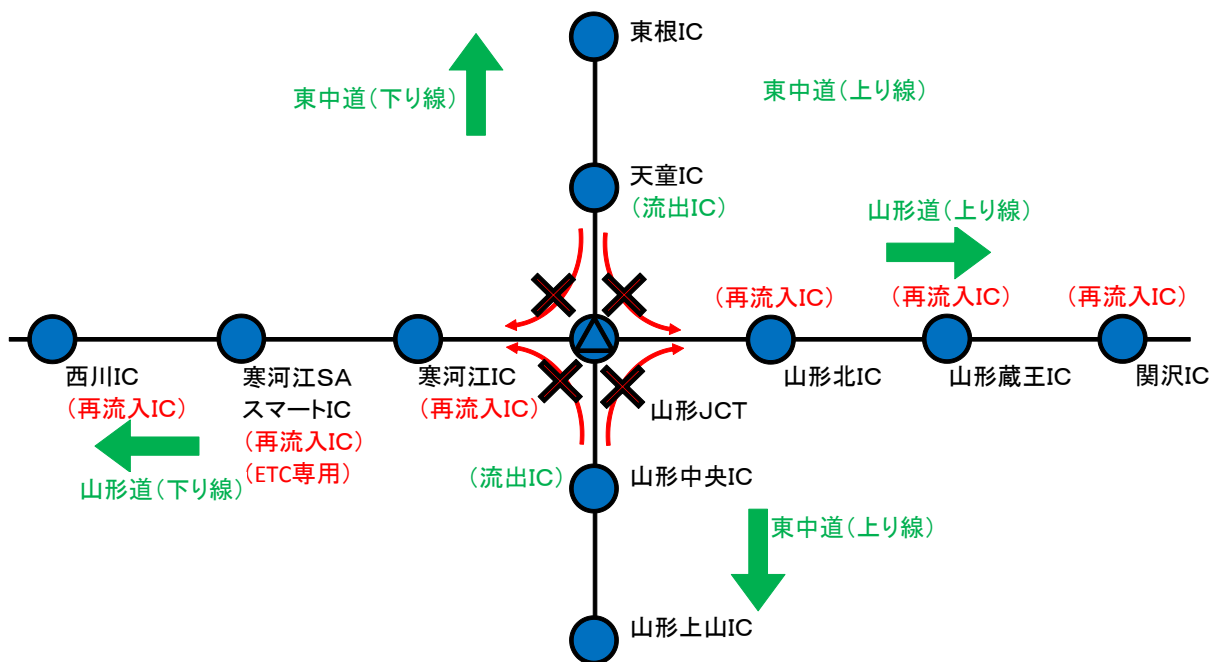 東根IC
東中道(下り線)
東中道(上り線)
天童IC
(流出IC)
山形道(上り線)
(再流入IC)
(再流入IC)
(再流入IC)
西川IC
(再流入IC)
寒河江SA
スマートIC
(再流入IC)
(ETC専用)
寒河江IC
(再流入IC)
山形JCT
山形北IC
山形蔵王IC
関沢IC
山形道(下り線)
(流出IC)
山形中央IC
東中道(上り線)
山形上山IC